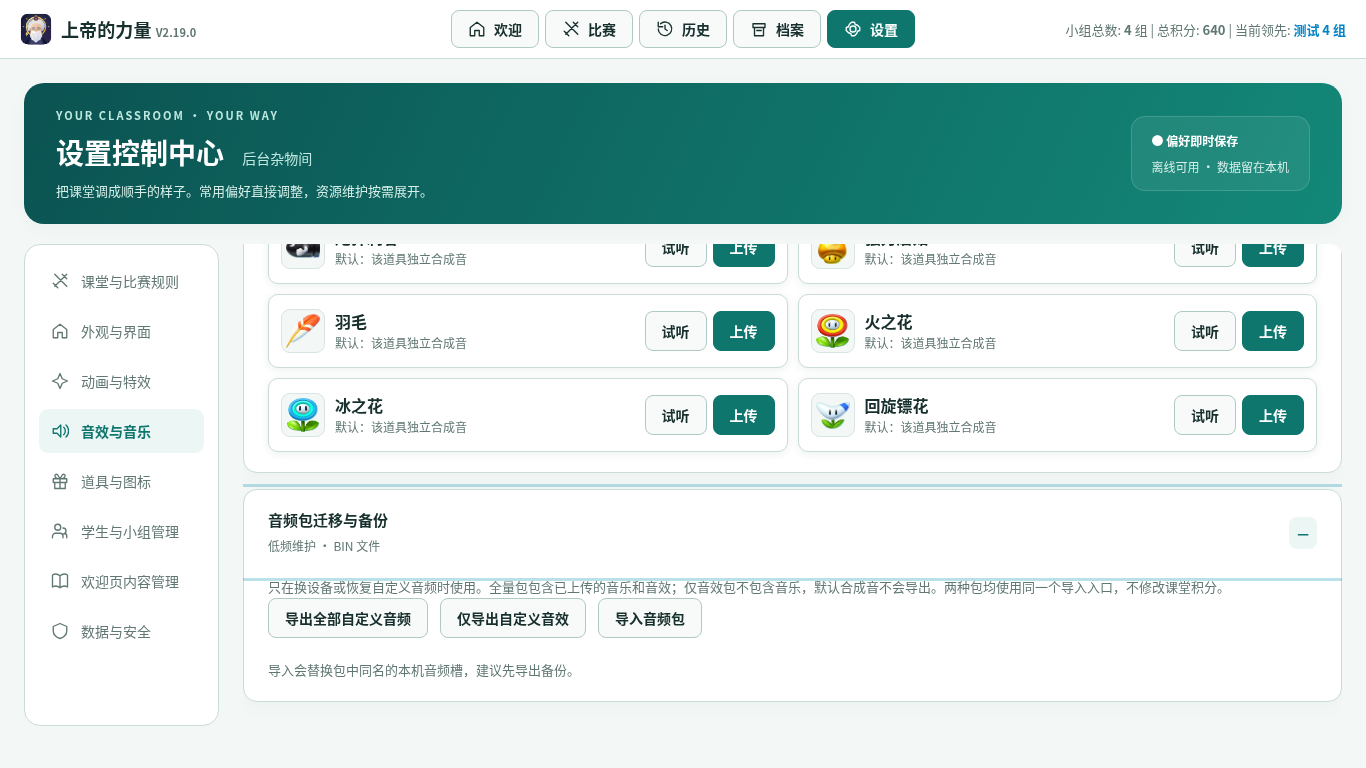 上帝的力量 V2.19.0
欢迎
比赛
历史
档案
设置
小组总数: 4 组 | 总积分: 640 | 当前领先: 测试 4 组
YOUR CLASSROOM · YOUR WAY
设置控制中心 后台杂物间
把课堂调成顺手的样子。常用偏好直接调整，资源维护按需展开。
偏好即时保存
离线可用 · 数据留在本机
课堂与比赛规则
外观与界面
动画与特效
音效与音乐
道具与图标
学生与小组管理
欢迎页内容管理
数据与安全
默认：该道具独立合成音
试听
上传
默认：该道具独立合成音
试听
上传
羽毛
默认：该道具独立合成音
试听
上传
火之花
默认：该道具独立合成音
试听
上传
冰之花
默认：该道具独立合成音
试听
上传
回旋镖花
默认：该道具独立合成音
试听
上传
音频包迁移与备份
低频维护 · BIN 文件
只在换设备或恢复自定义音频时使用。全量包包含已上传的音乐和音效；仅音效包不包含音乐，默认合成音不会导出。两种包均使用同一个导入入口，不修改课堂积分。
导出全部自定义音频
仅导出自定义音效
导入音频包
导入会替换包中同名的本机音频槽，建议先导出备份。